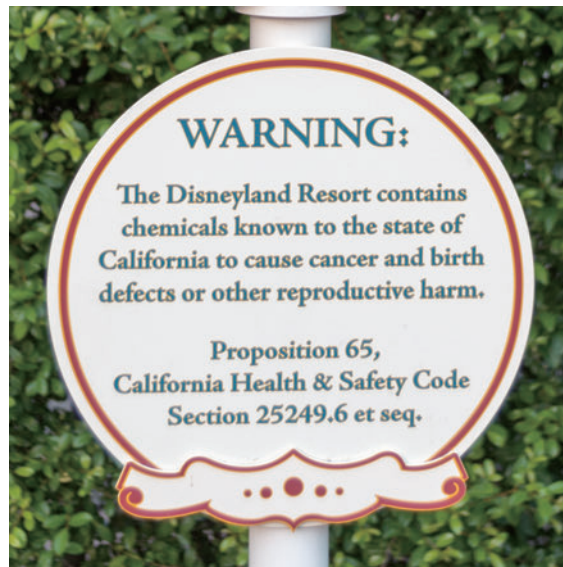 WARNING:
The Disneyland Resort contains
chemicals known to the state of
California to cause cancer and birth
defects or other reproductive harm.
Proposition 65,
California Health & Safety Code
Section 25249.6 et seq.